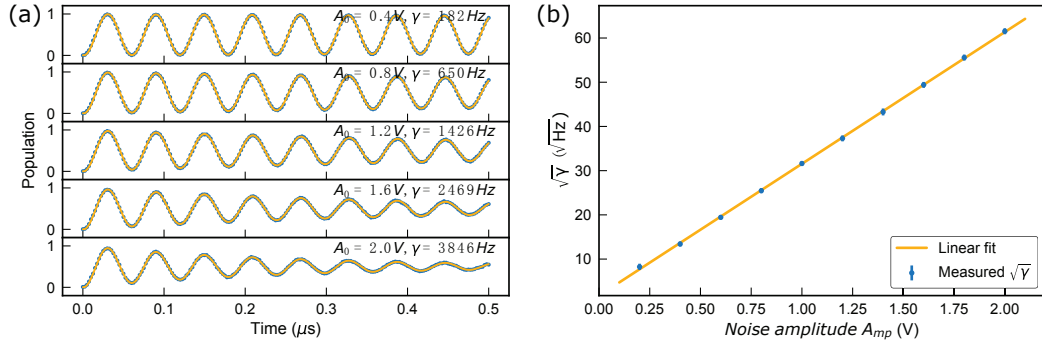 (a)
Population
1
0
A₀ = 0.4V, γ = 182Hz
1
0
A₀ = 0.8V, γ = 650Hz
1
0
A₀ = 1.2V, γ = 1426Hz
1
0
A₀ = 1.6V, γ = 2469Hz
1
0
A₀ = 2.0V, γ = 3846Hz
0.0 0.1 0.2 0.3 0.4 0.5
Time (μs)
(b)
√γ (√Hz)
60
50
40
30
20
10
Linear fit
Measured √γ
0.00 0.25 0.50 0.75 1.00 1.25 1.50 1.75 2.00
Noise amplitude Aₘₚ (V)